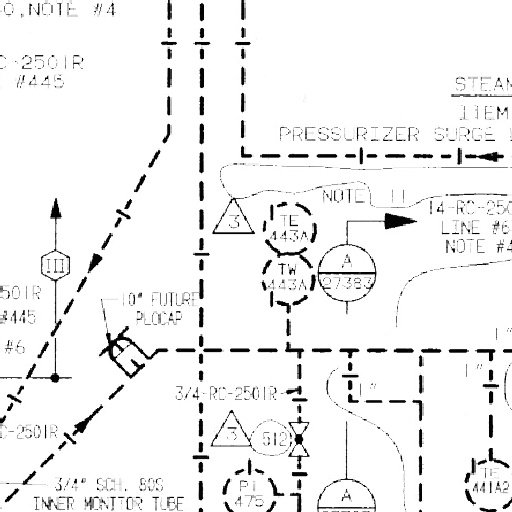 O,NOTE #4
C-2501R
#445
STEAM
ITEM
PRESSURIZER SURGE
NOTE 11
3
TE
443A
TW
443A
14-RC-250
LINE #6
NOTE #4
A
27383
III
501R
#445
#6
10" FUTURE
PLOCAP
1"
3/4-RC-2501R
1"
1"
3
512
C-2501R
PI
475
A
TE
441A2
3/4" SCH. 80S
INNER MONITOR TUBE